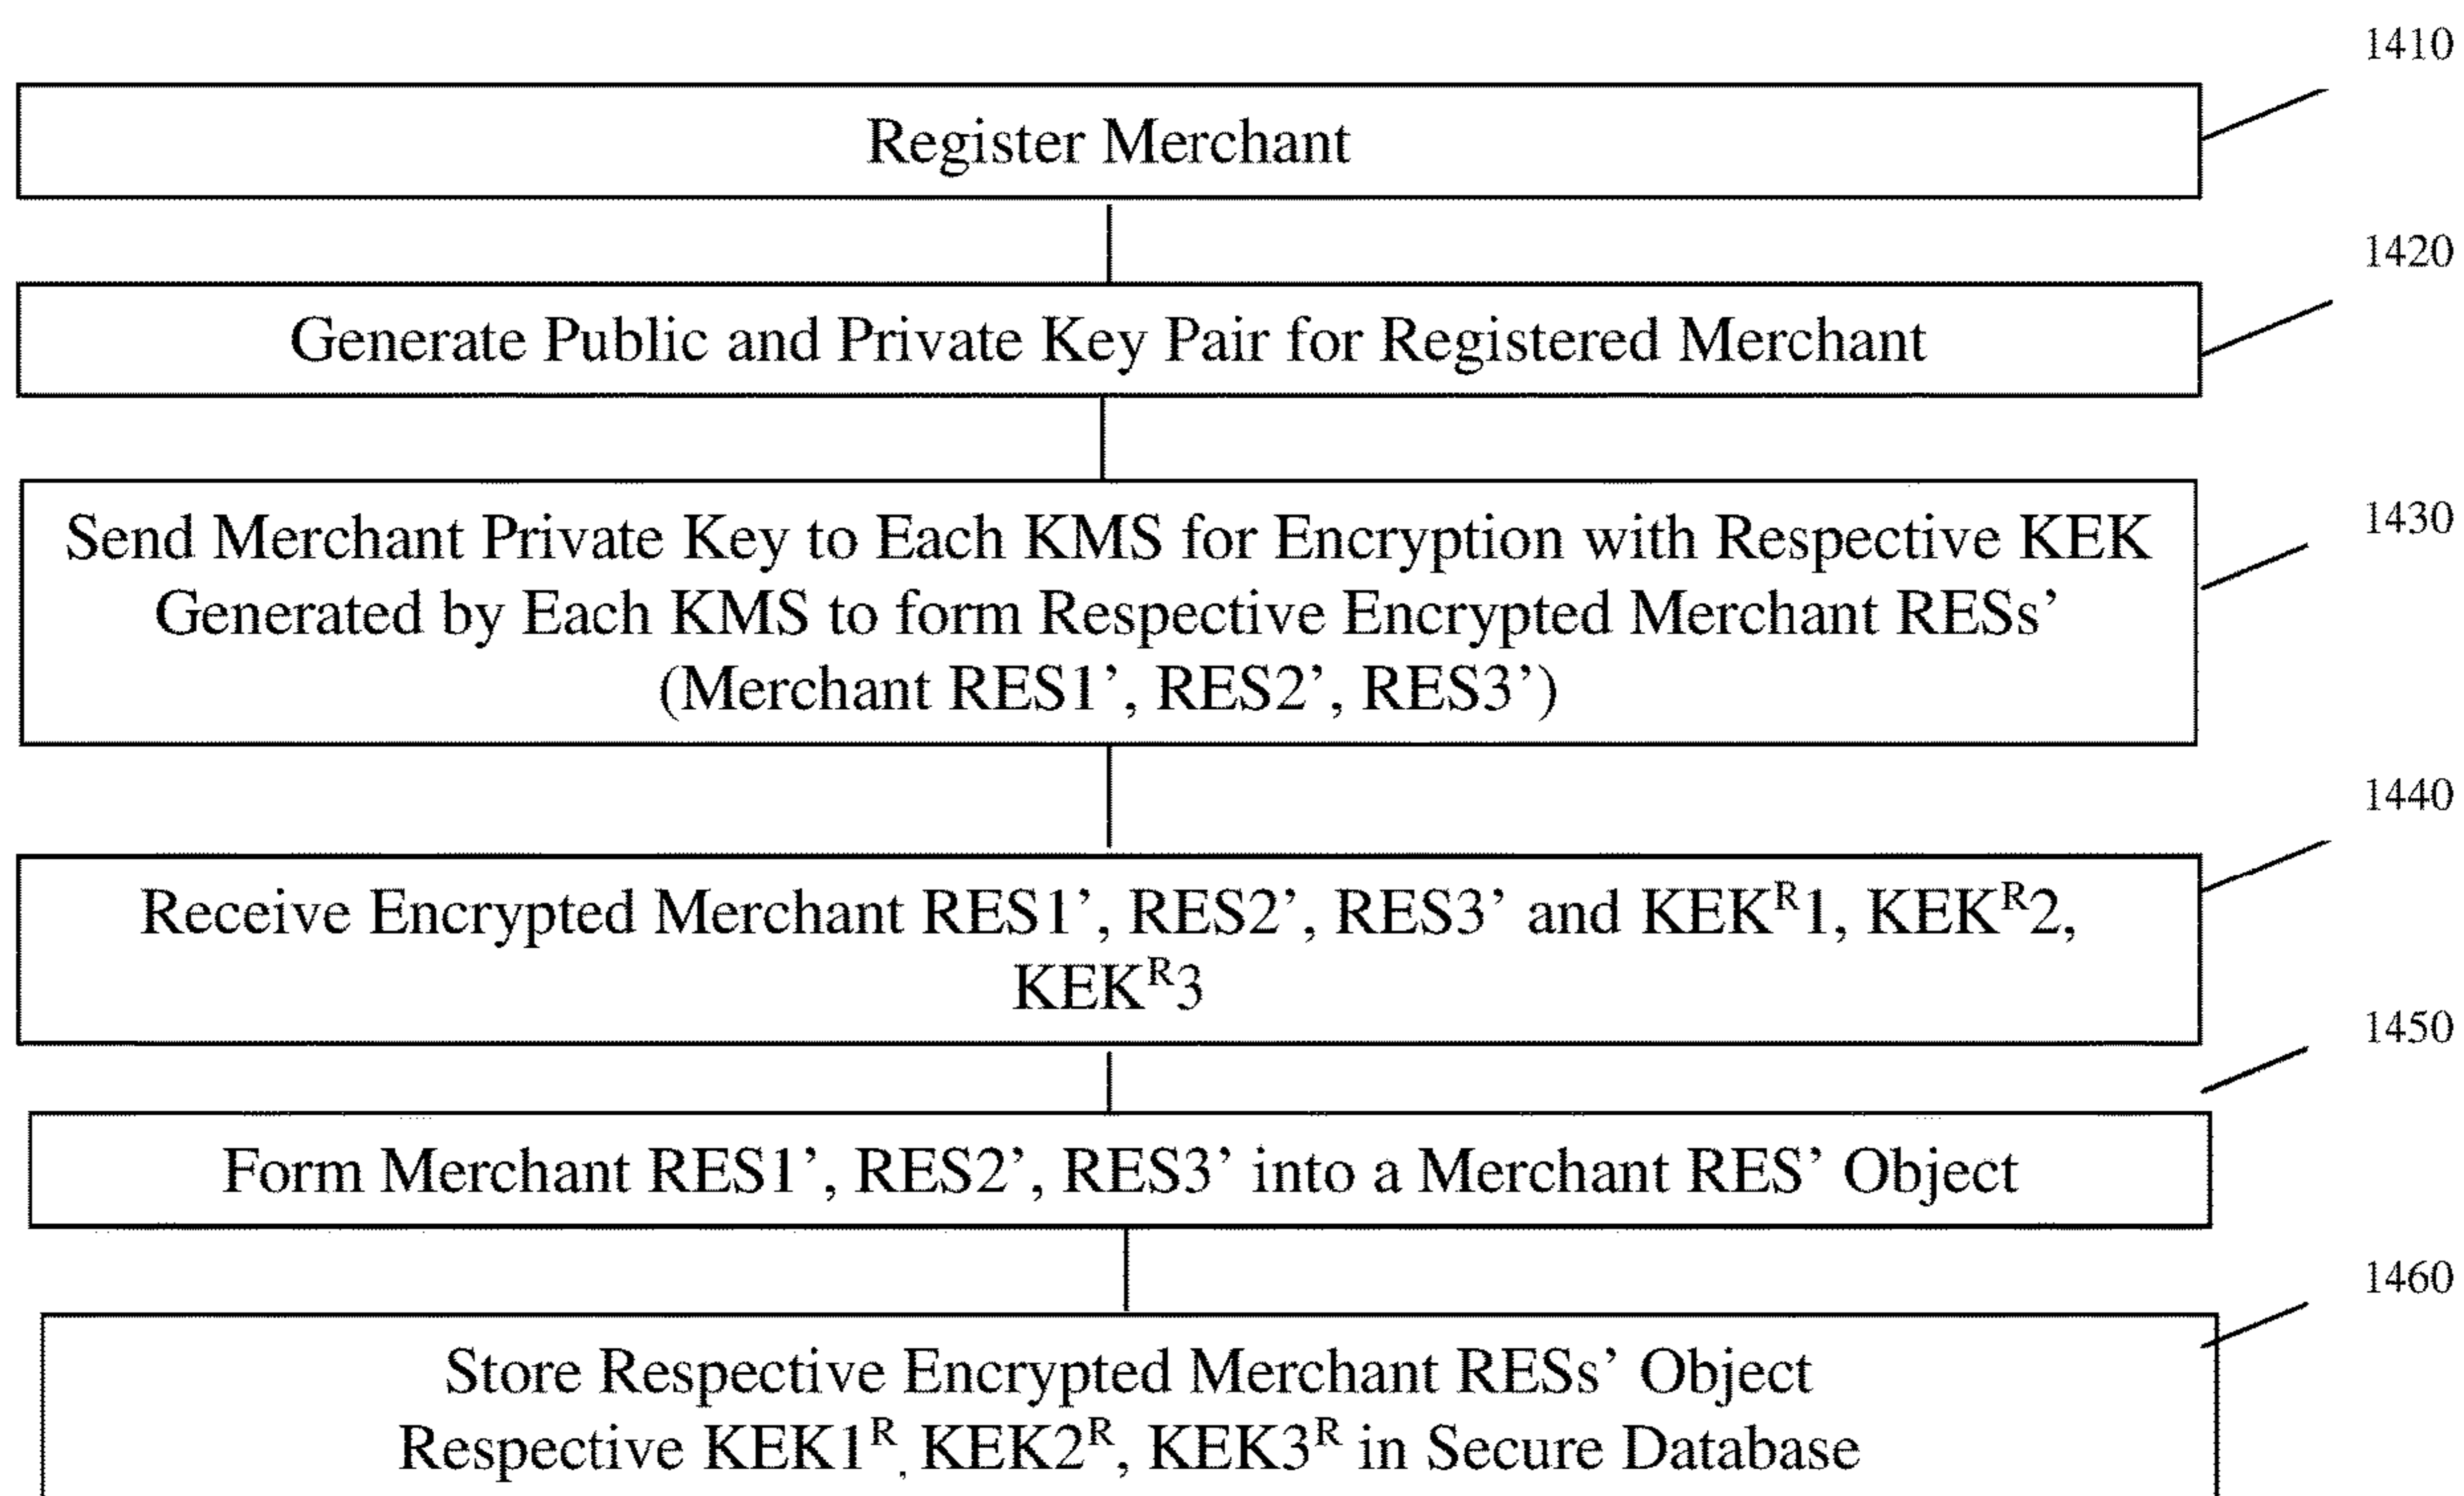 1410
Register Merchant
1420
Generate Public and Private Key Pair for Registered Merchant
1430
Send Merchant Private Key to Each KMS for Encryption with Respective KEK
Generated by Each KMS to form Respective Encrypted Merchant RESs’
(Merchant RES1’, RES2’, RES3’)
1440
Receive Encrypted Merchant RES1’, RES2’, RES3’ and KEKᴿ1, KEKᴿ2,
KEKᴿ3
1450
Form Merchant RES1’, RES2’, RES3’ into a Merchant RES’ Object
1460
Store Respective Encrypted Merchant RESs’ Object
Respective KEK1ᴿ, KEK2ᴿ, KEK3ᴿ in Secure Database